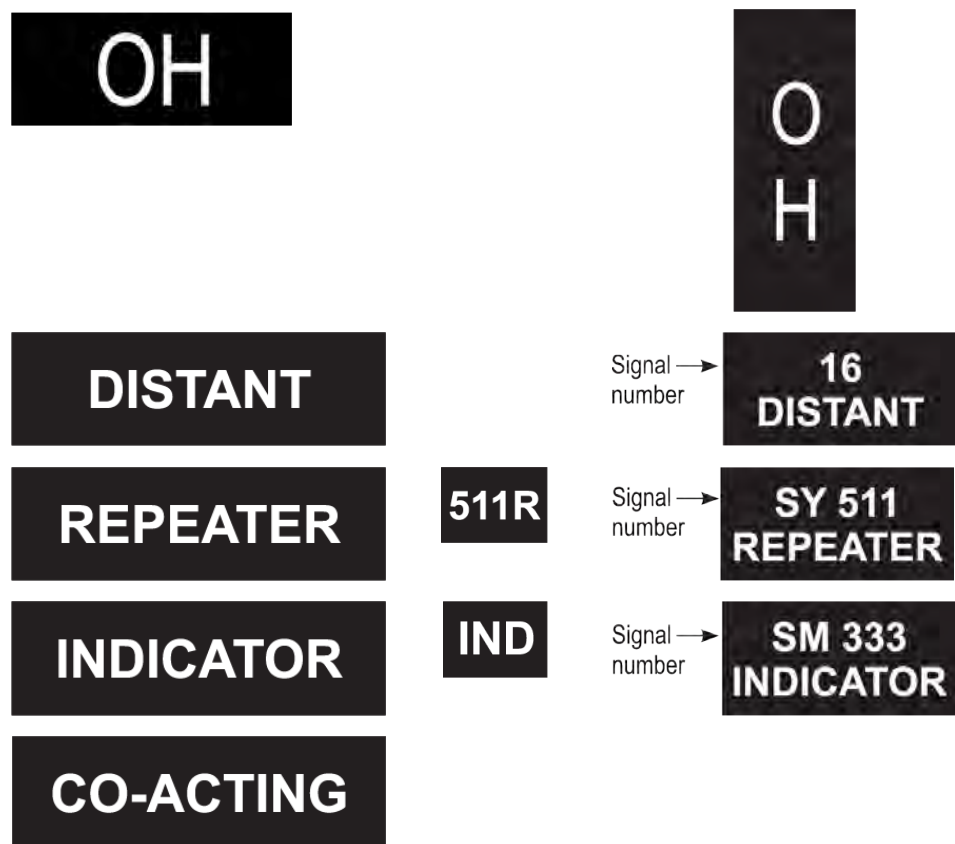 OH
O
H
DISTANT
Signal
number
16
DISTANT
REPEATER
511R
Signal
number
SY 511
REPEATER
INDICATOR
IND
Signal
number
SM 333
INDICATOR
CO-ACTING